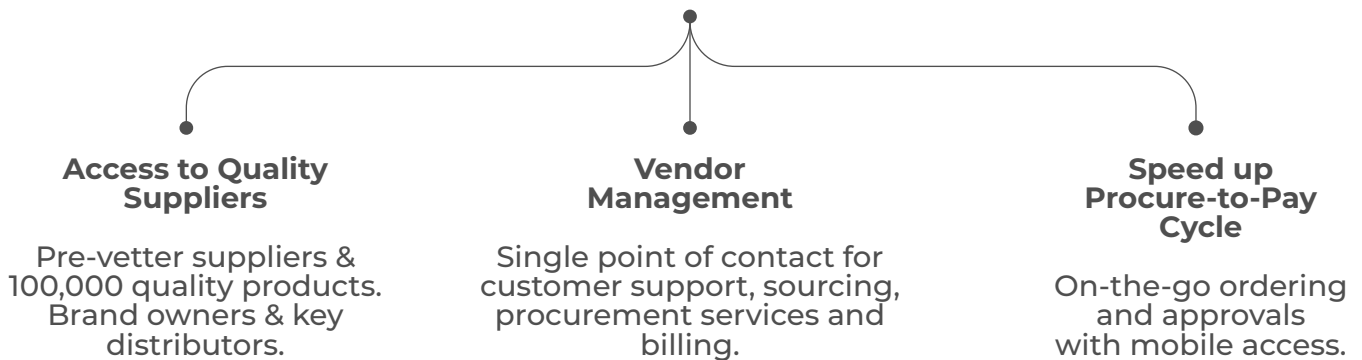 Access to Quality
Suppliers
Pre-vetter suppliers &
100,000 quality products.
Brand owners & key
distributors.
Vendor
Management
Single point of contact for
customer support, sourcing,
procurement services and
billing.
Speed up
Procure-to-Pay
Cycle
On-the-go ordering
and approvals
with mobile access.